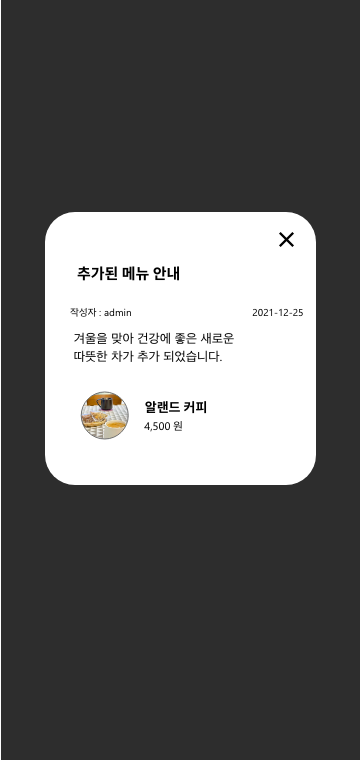 추가된 메뉴 안내
작성자 : admin 2021-12-25
겨울을 맞아 건강에 좋은 새로운
따뜻한 차가 추가 되었습니다.
알랜드 커피
4,500 원